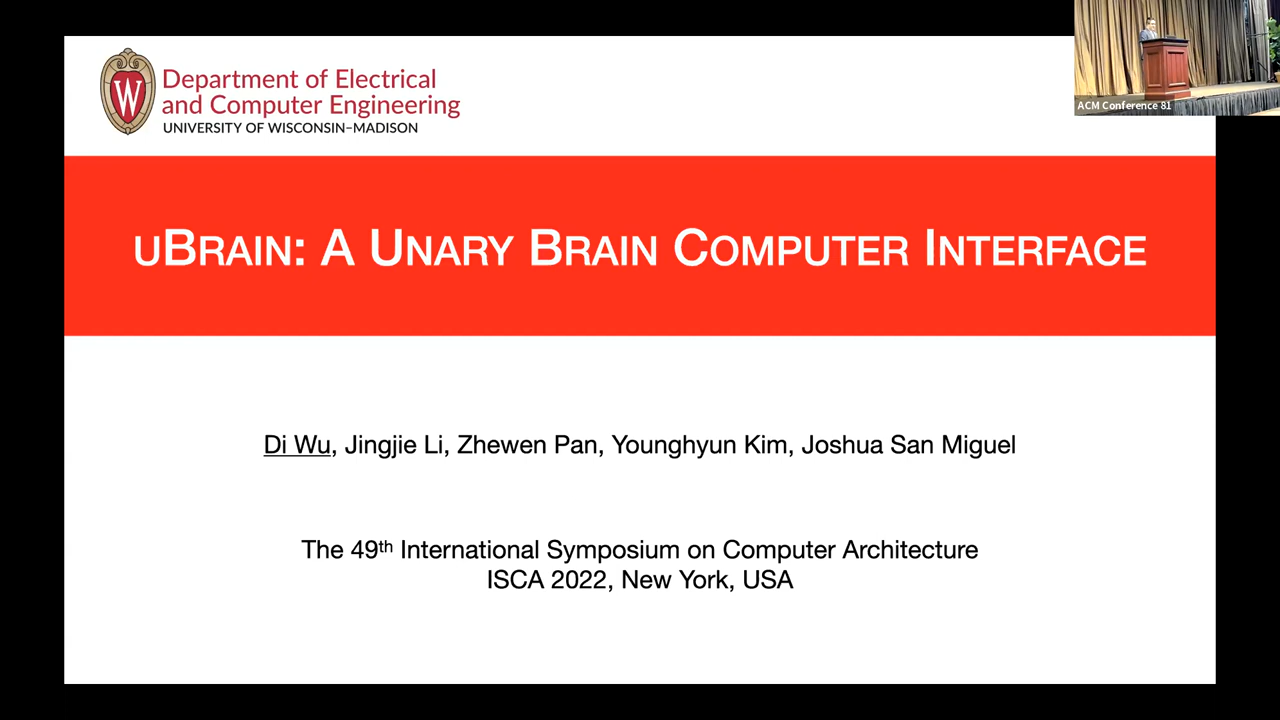 W
Department of Electrical
and Computer Engineering
UNIVERSITY OF WISCONSIN–MADISON
ACM Conference 81
UBRAIN: A UNARY BRAIN COMPUTER INTERFACE
Di Wu, Jingjie Li, Zhewen Pan, Younghyun Kim, Joshua San Miguel
The 49th International Symposium on Computer Architecture
ISCA 2022, New York, USA